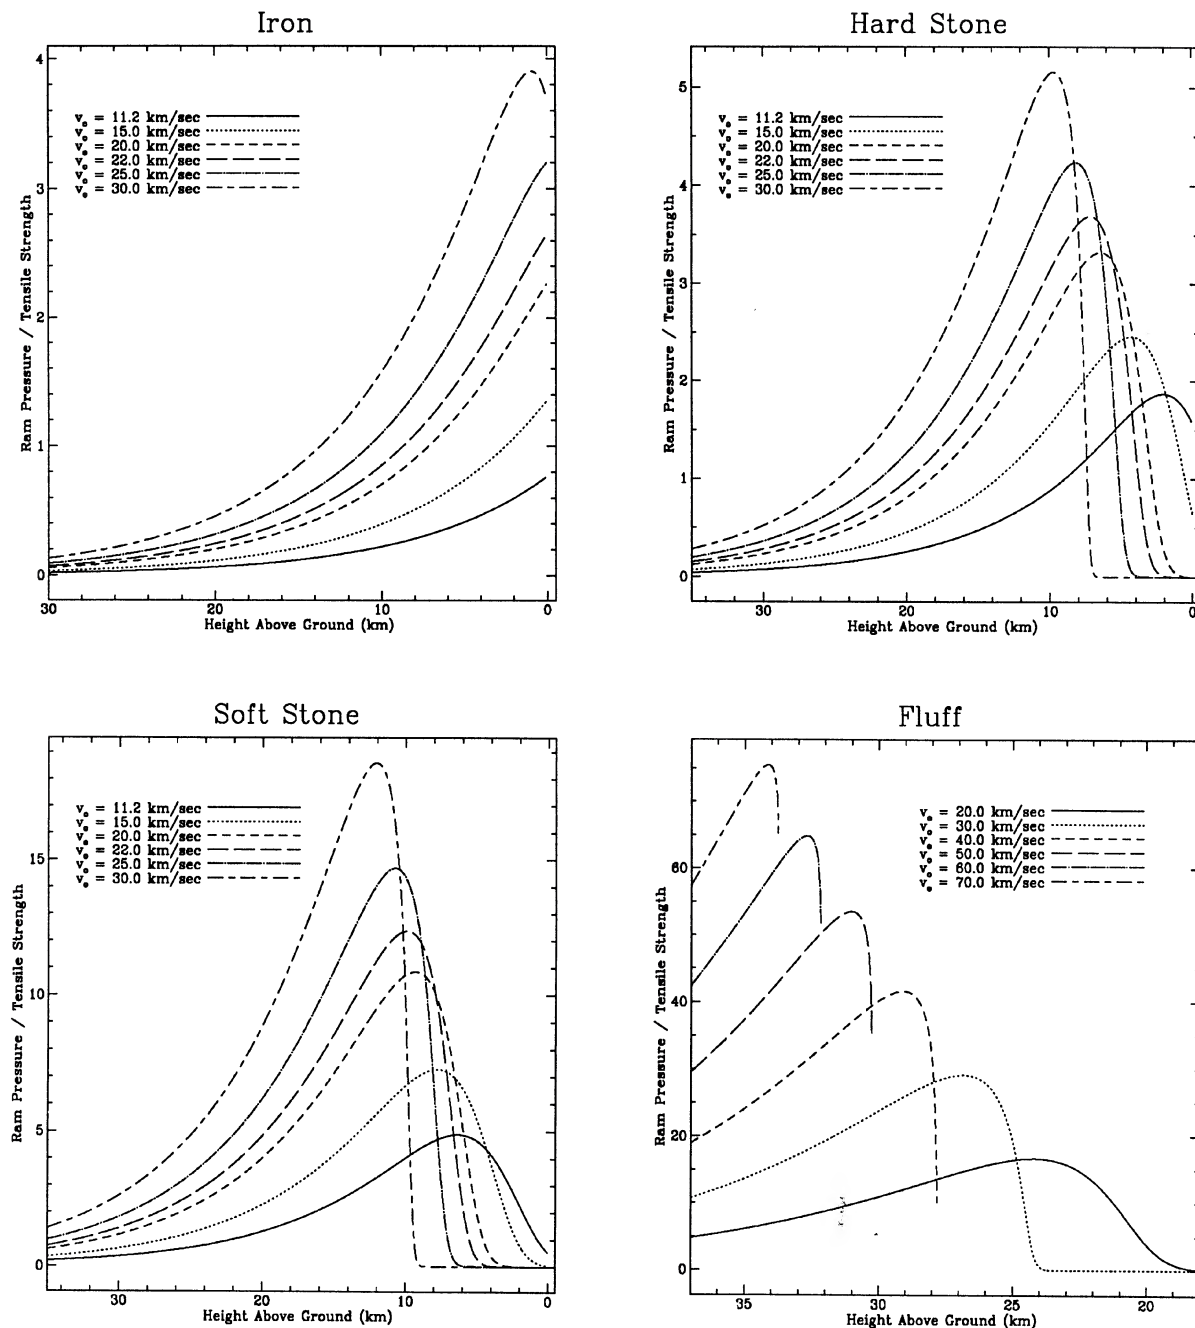 Iron
4
3
2
1
0
30
20
10
0
Ram Pressure / Tensile Strength
Height Above Ground (km)
v₀ = 11.2 km/sec
v₀ = 15.0 km/sec
v₀ = 20.0 km/sec
v₀ = 22.0 km/sec
v₀ = 25.0 km/sec
v₀ = 30.0 km/sec
Hard Stone
5
4
3
2
1
0
30
20
10
0
Ram Pressure / Tensile Strength
Height Above Ground (km)
v₀ = 11.2 km/sec
v₀ = 15.0 km/sec
v₀ = 20.0 km/sec
v₀ = 22.0 km/sec
v₀ = 25.0 km/sec
v₀ = 30.0 km/sec
Soft Stone
15
10
5
0
30
20
10
0
Ram Pressure / Tensile Strength
Height Above Ground (km)
v₀ = 11.2 km/sec
v₀ = 15.0 km/sec
v₀ = 20.0 km/sec
v₀ = 22.0 km/sec
v₀ = 25.0 km/sec
v₀ = 30.0 km/sec
Fluff
60
40
20
0
35
30
25
20
Ram Pressure / Tensile Strength
Height Above Ground (km)
v₀ = 20.0 km/sec
v₀ = 30.0 km/sec
v₀ = 40.0 km/sec
v₀ = 50.0 km/sec
v₀ = 60.0 km/sec
v₀ = 70.0 km/sec